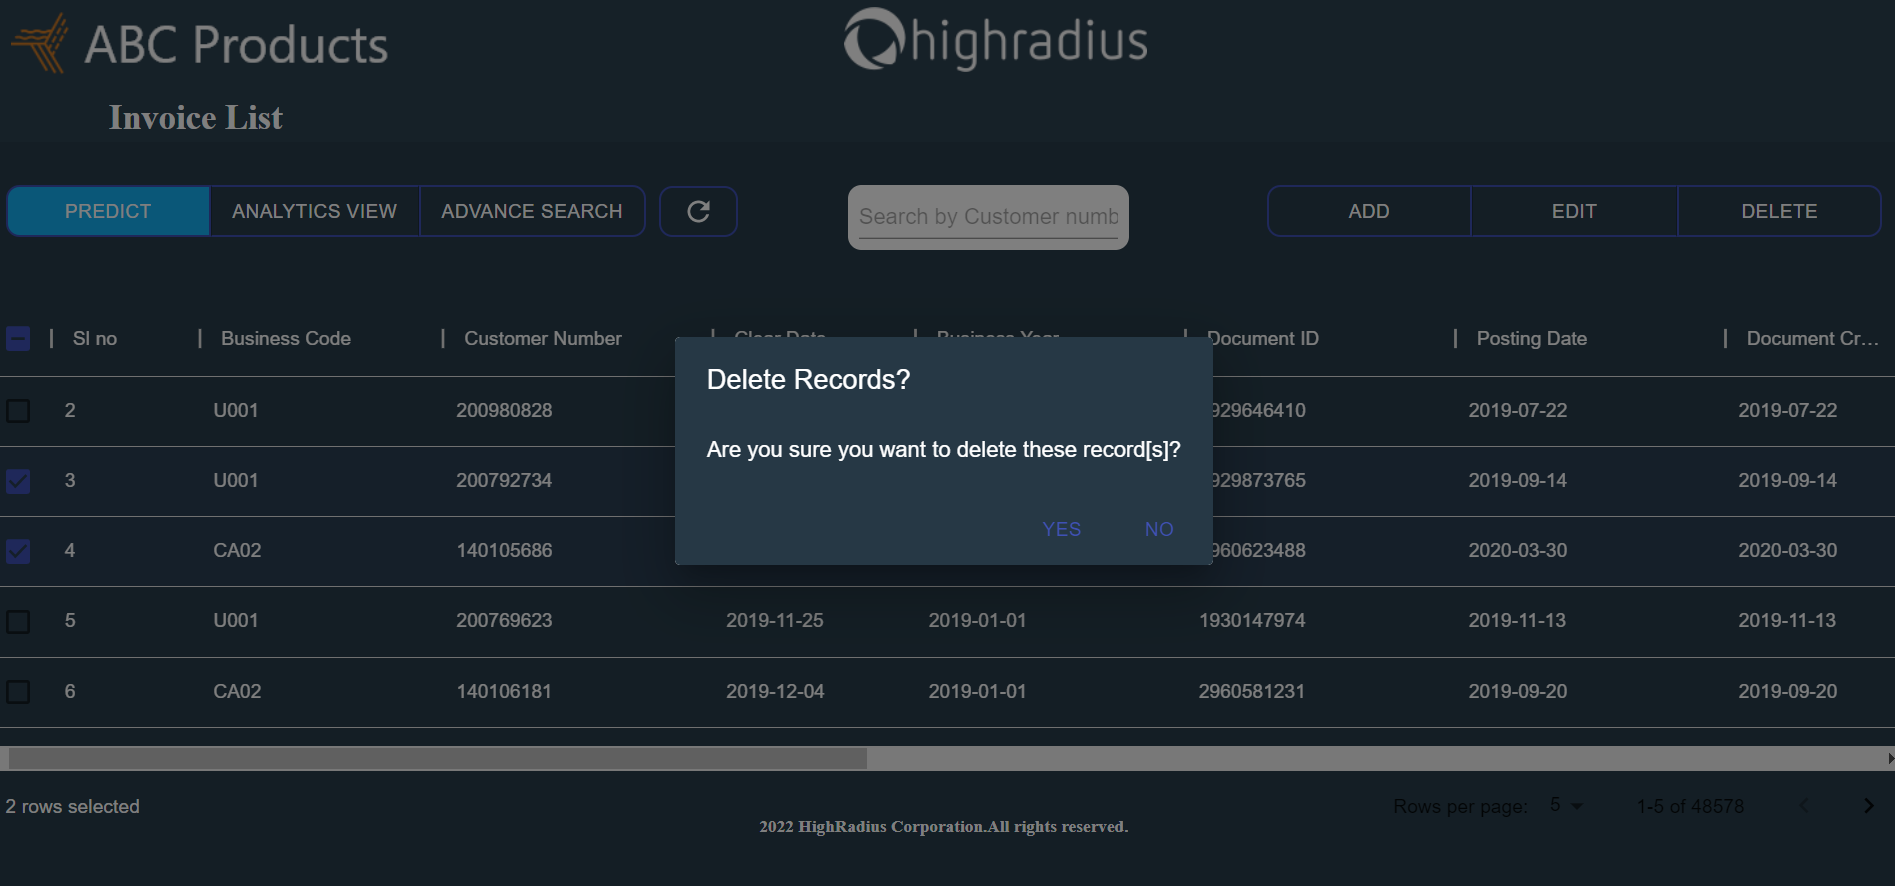 ABC Products
highradius
Invoice List
PREDICT ANALYTICS VIEW ADVANCE SEARCH
Search by Customer numb
ADD EDIT DELETE
Sl no Business Code Customer Number Clear Date Business Year Document ID Posting Date Document Cr...
2 U001 200980828 929646410 2019-07-22 2019-07-22
3 U001 200792734 929873765 2019-09-14 2019-09-14
4 CA02 140105686 960623488 2020-03-30 2020-03-30
5 U001 200769623 2019-11-25 2019-01-01 1930147974 2019-11-13 2019-11-13
6 CA02 140106181 2019-12-04 2019-01-01 2960581231 2019-09-20 2019-09-20
Delete Records?
Are you sure you want to delete these record[s]?
YES NO
2 rows selected
Rows per page: 5 1-5 of 48578
2022 HighRadius Corporation.All rights reserved.